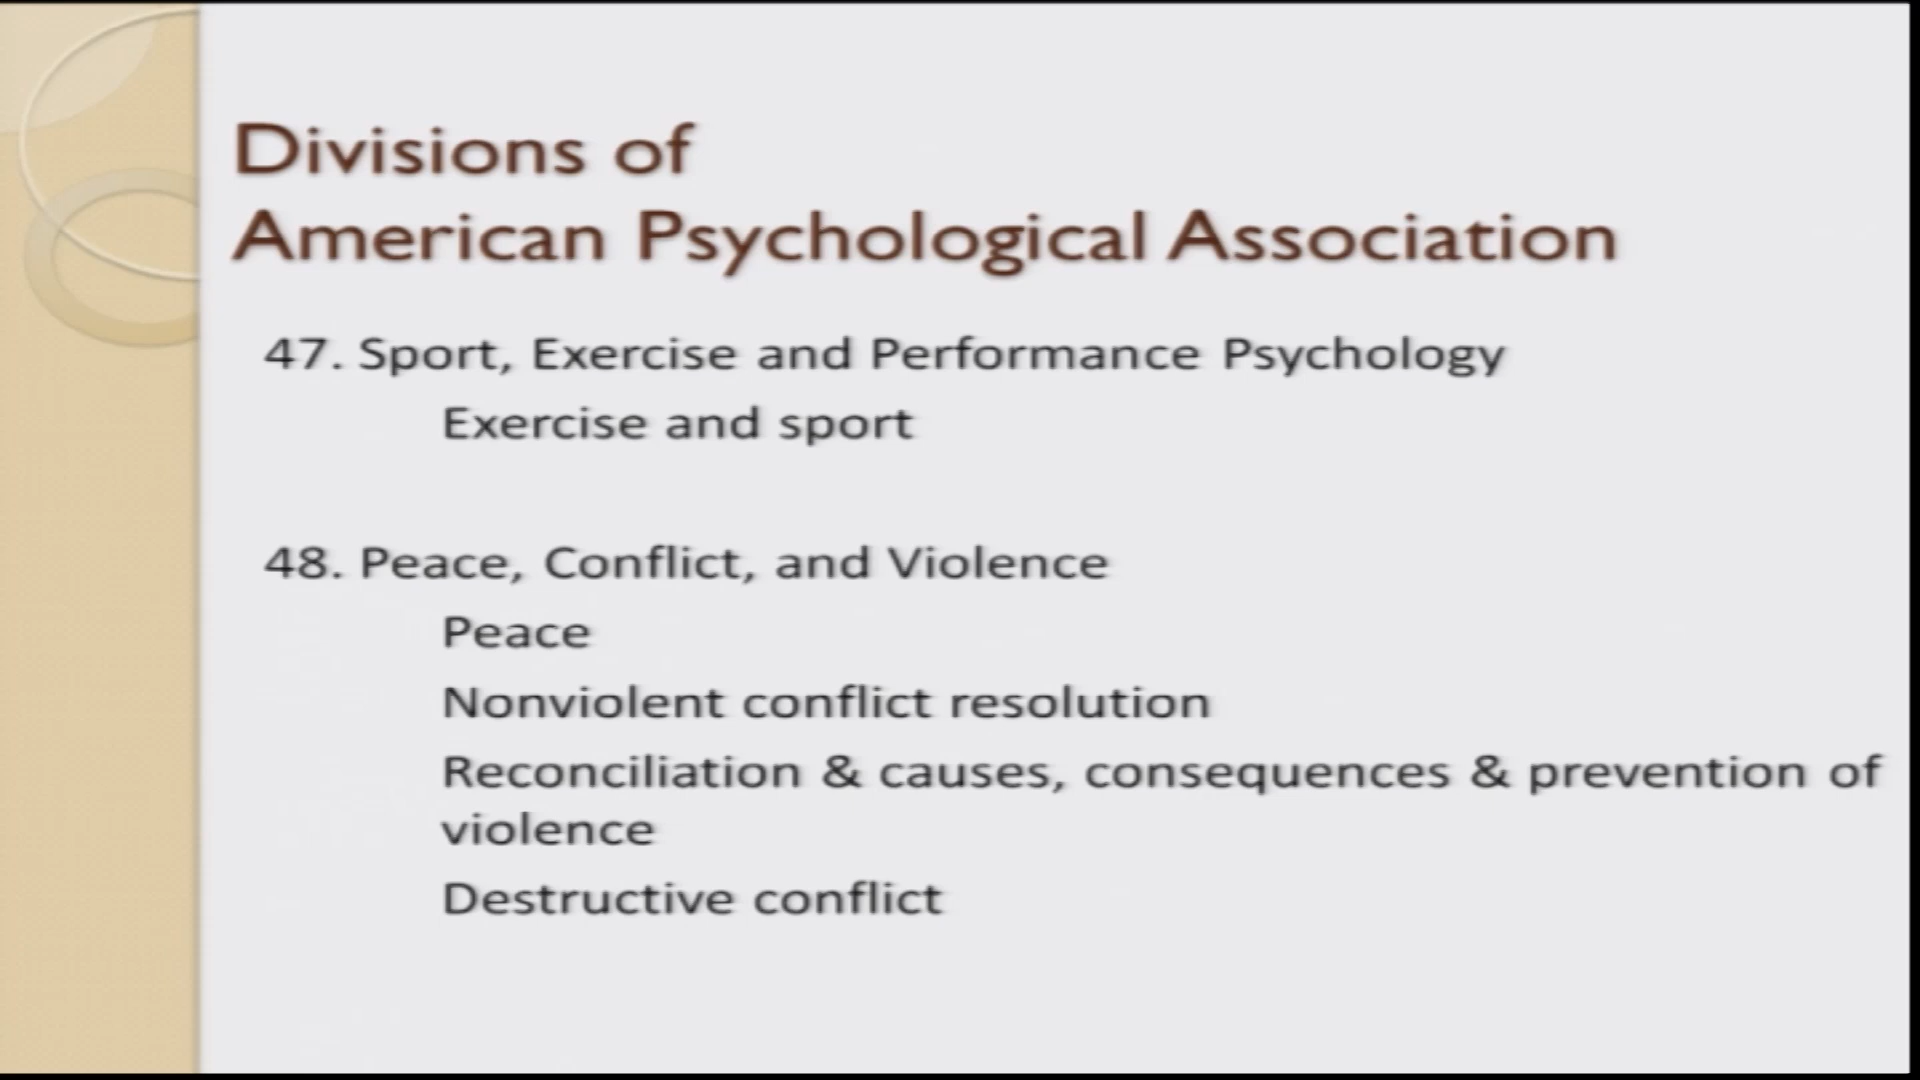 Divisions of
American Psychological Association
47. Sport, Exercise and Performance Psychology
Exercise and sport
48. Peace, Conflict, and Violence
Peace
Nonviolent conflict resolution
Reconciliation & causes, consequences & prevention of
violence
Destructive conflict